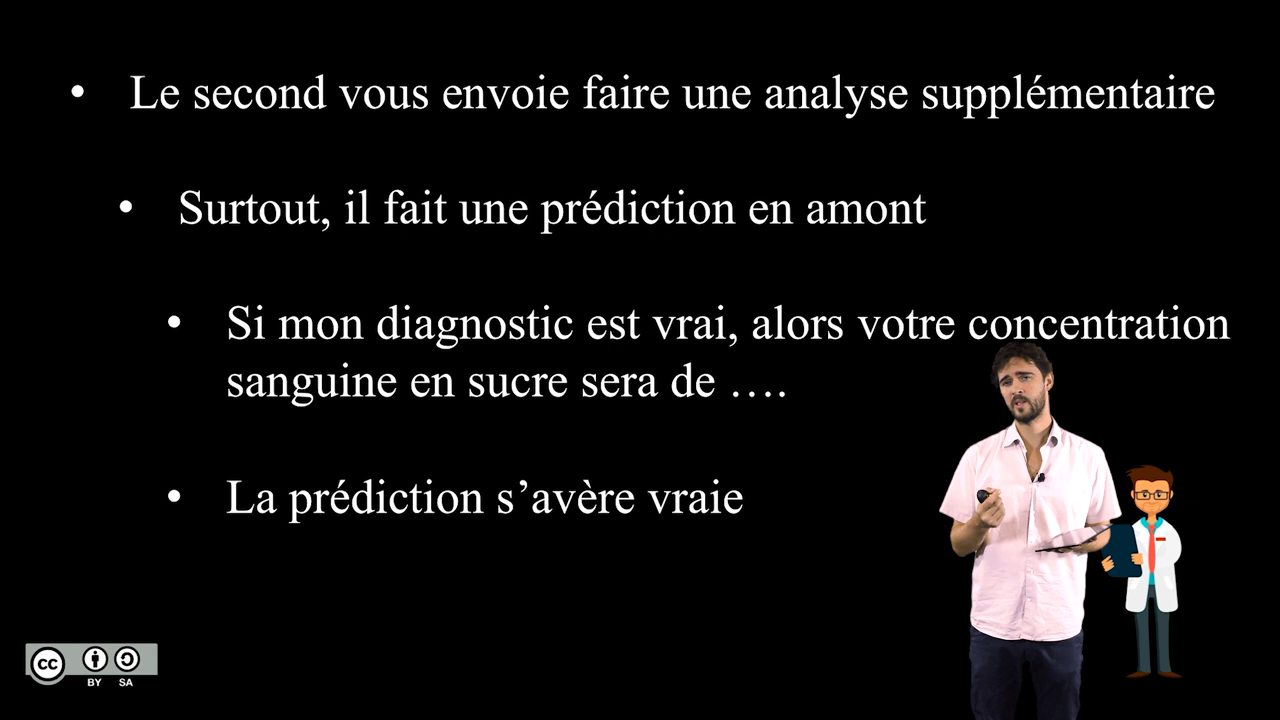 • Le second vous envoie faire une analyse supplémentaire
• Surtout, il fait une prédiction en amont
• Si mon diagnostic est vrai, alors votre concentration
sanguine en sucre sera de ….
• La prédiction s’avère vraie
cc
BY SA